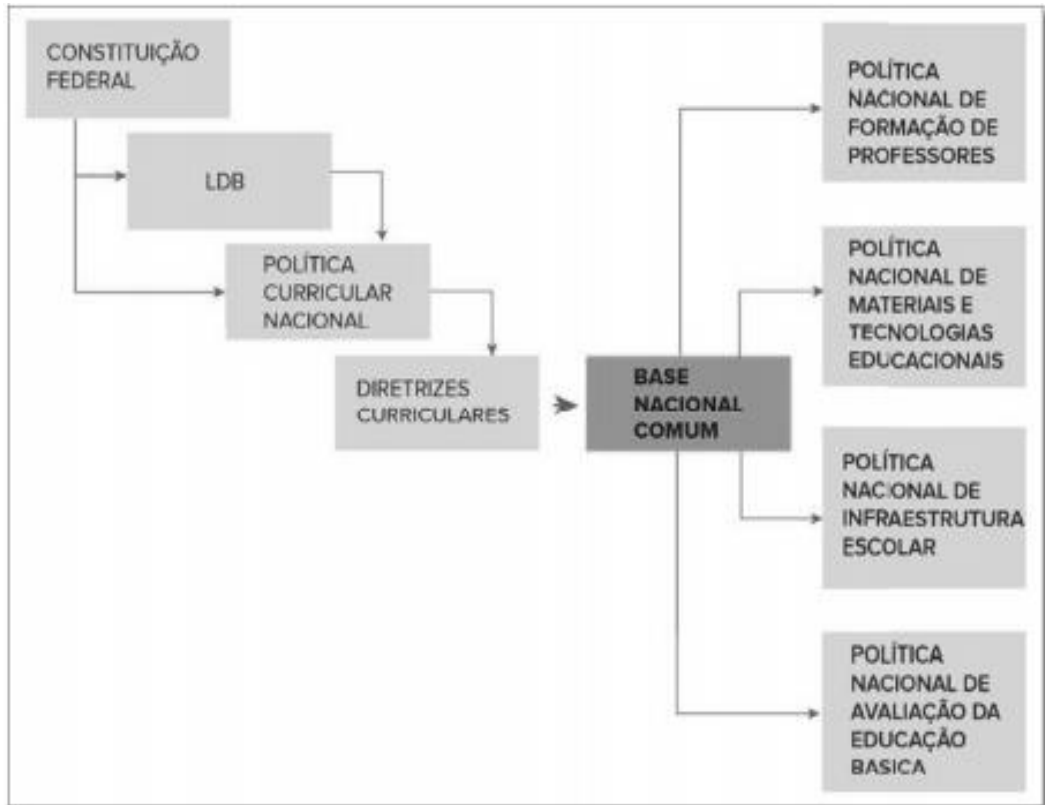 CONSTITUIÇÃO
FEDERAL
LDB
POLÍTICA
CURRICULAR
NACIONAL
DIRETRIZES
CURRICULARES
BASE
NACIONAL
COMUM
POLÍTICA
NACIONAL DE
FORMAÇÃO DE
PROFESSORES
POLÍTICA
NACIONAL DE
MATERIAIS E
TECNOLOGIAS
EDUCACIONAIS
POLÍTICA
NACIONAL DE
INFRAESTRUTURA
ESCOLAR
POLÍTICA
NACIONAL DE
AVALIAÇÃO DA
EDUCAÇÃO
BASICA